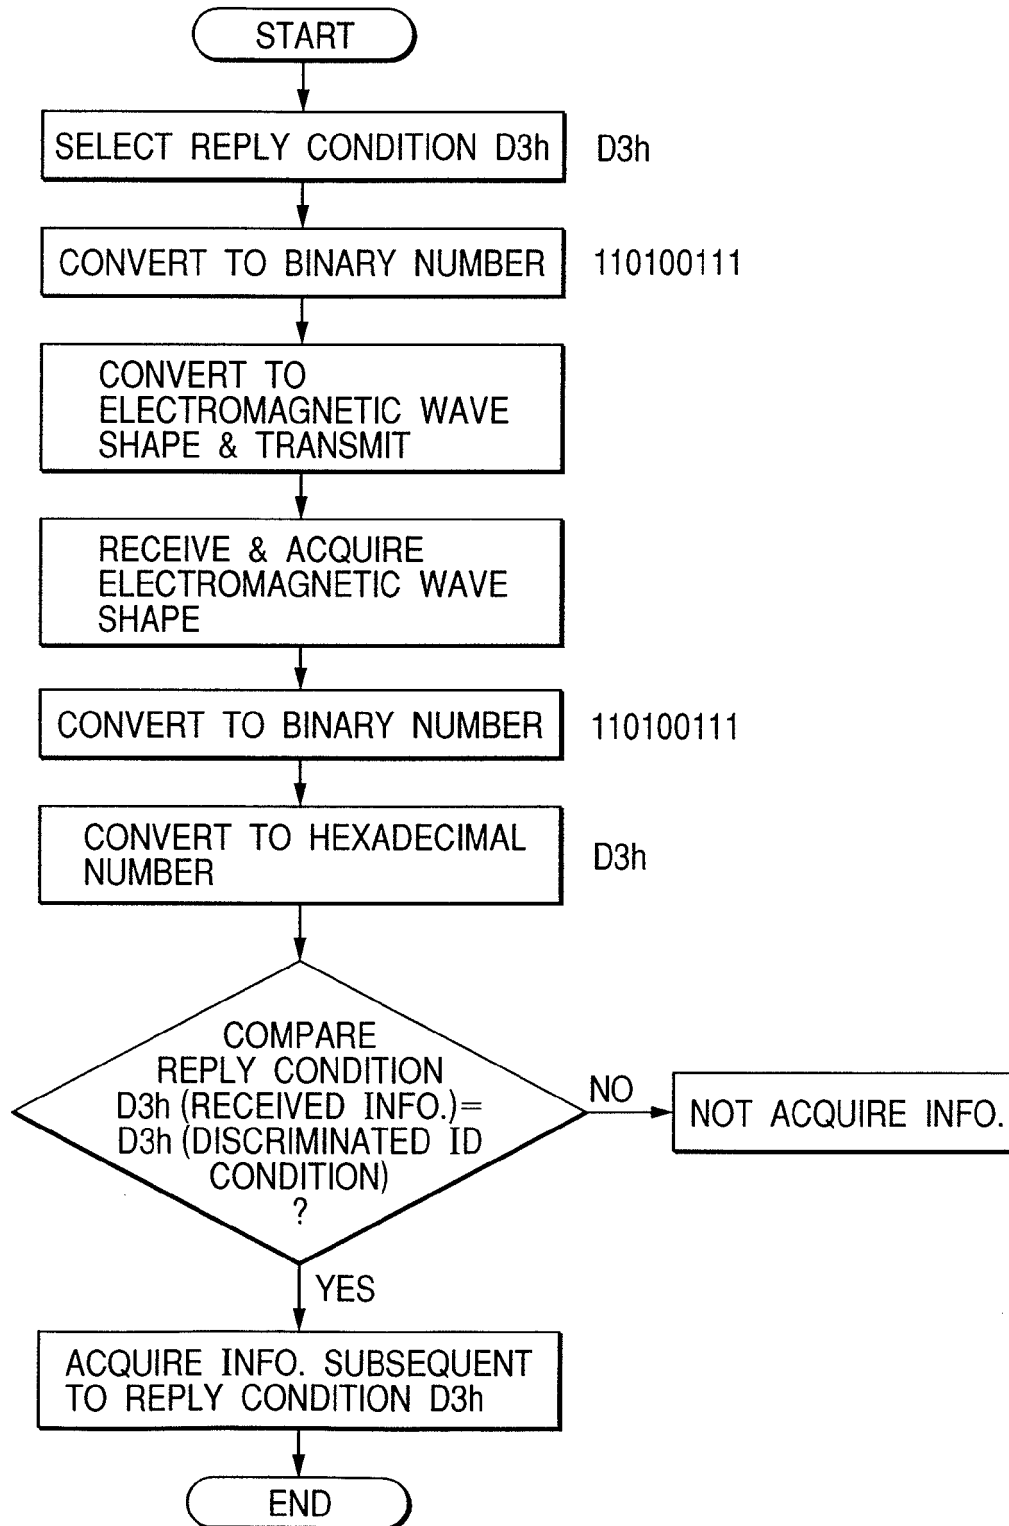 START
SELECT REPLY CONDITION D3h
D3h
CONVERT TO BINARY NUMBER
110100111
CONVERT TO
ELECTROMAGNETIC WAVE
SHAPE & TRANSMIT
RECEIVE & ACQUIRE
ELECTROMAGNETIC WAVE
SHAPE
CONVERT TO BINARY NUMBER
110100111
CONVERT TO HEXADECIMAL
NUMBER
D3h
COMPARE
REPLY CONDITION
D3h (RECEIVED INFO.)=
D3h (DISCRIMINATED ID
CONDITION)
?
NO
NOT ACQUIRE INFO.
YES
ACQUIRE INFO. SUBSEQUENT
TO REPLY CONDITION D3h
END